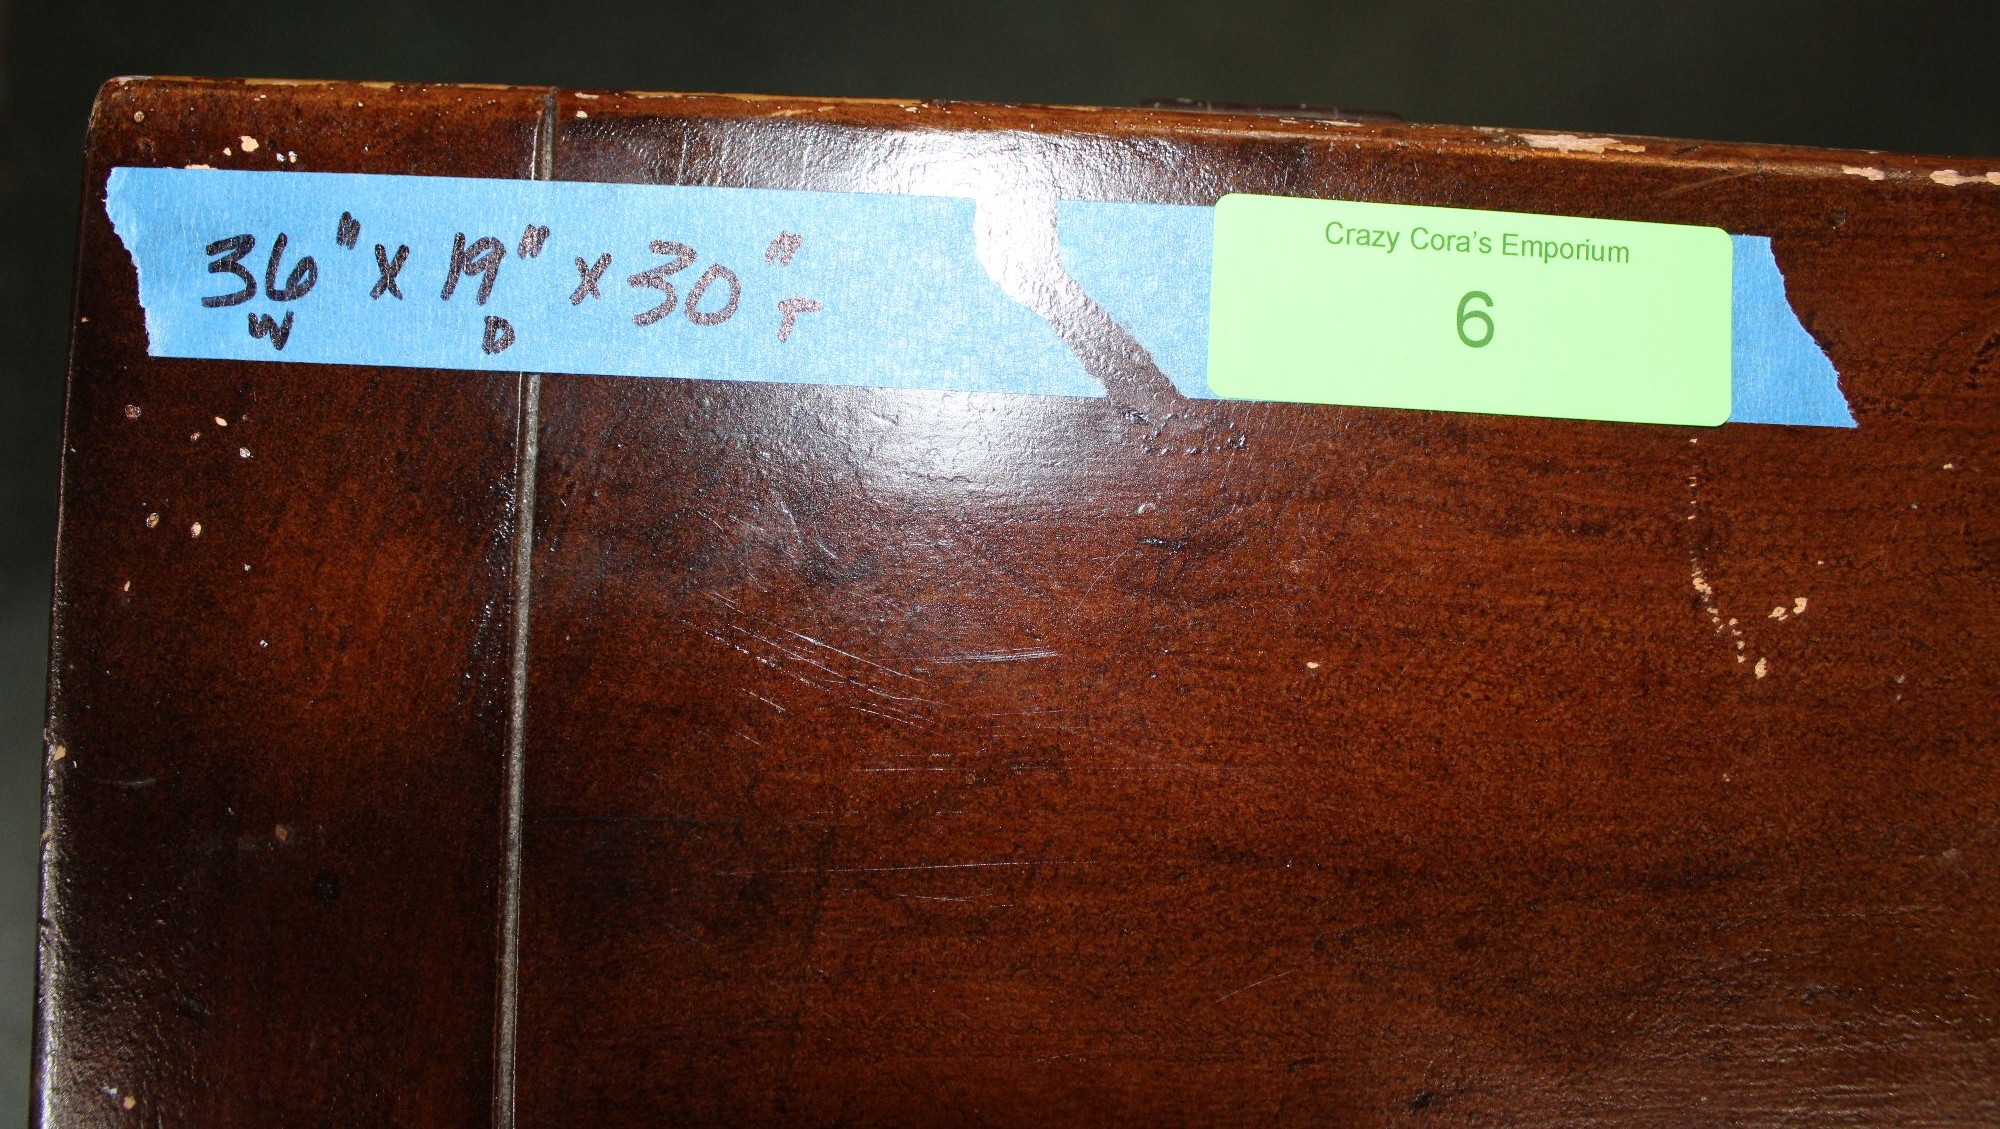 36" x 19" x 30"
W D T
Crazy Cora's Emporium
6